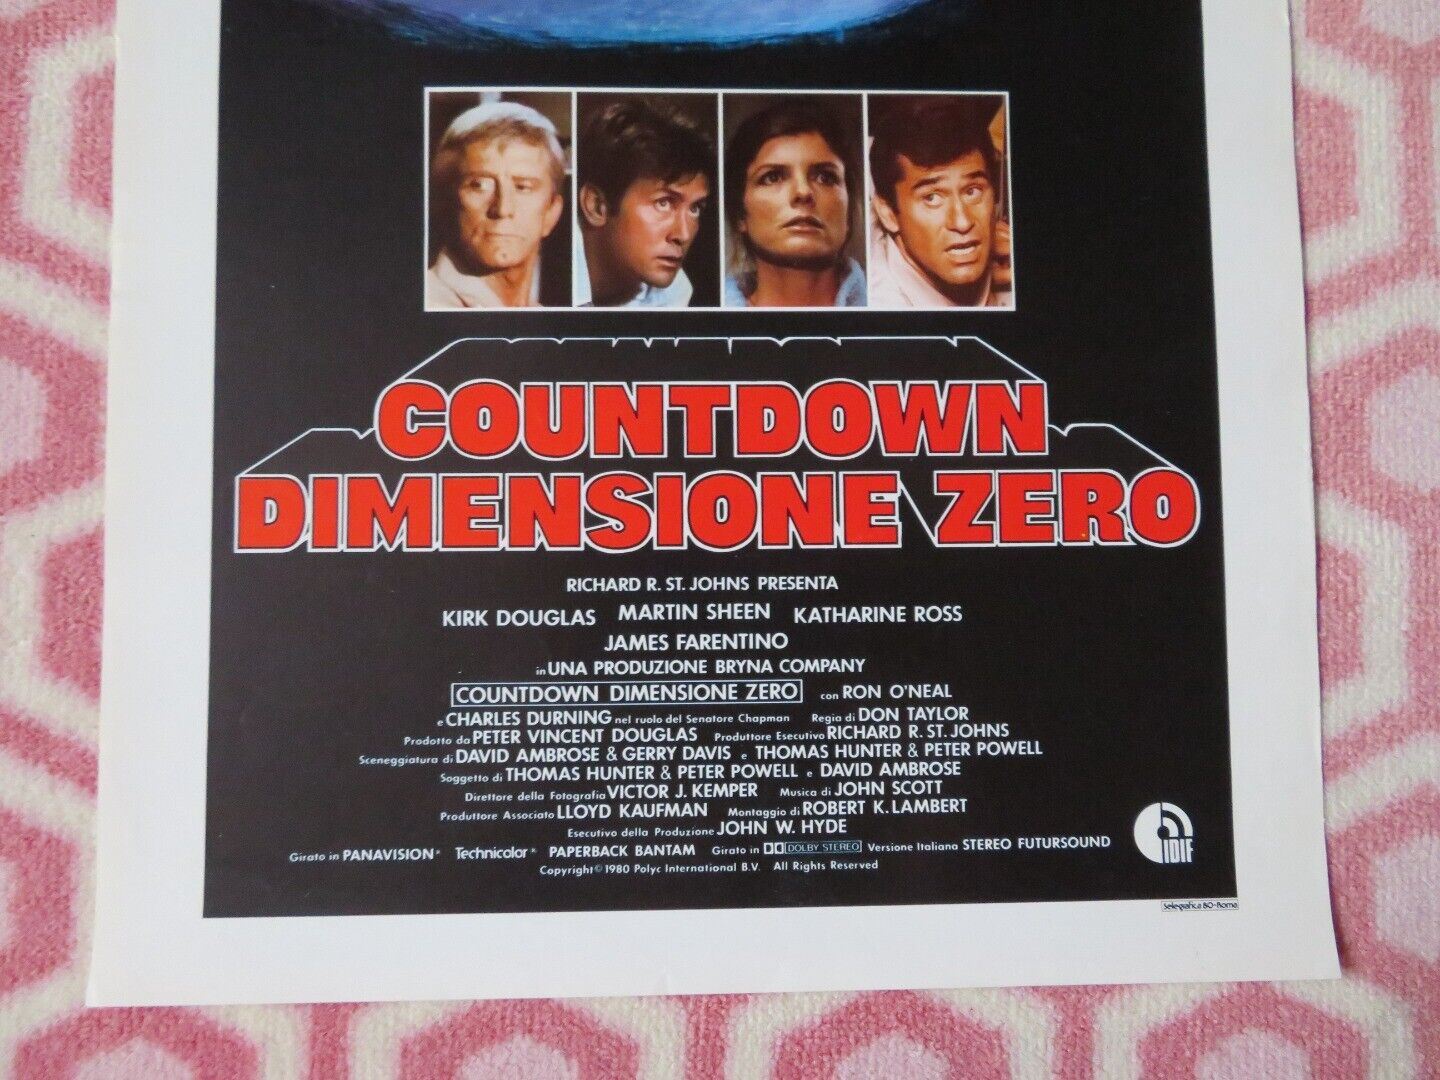 COUNTDOWN
DIMENSIONE ZERO
RICHARD R. ST. JOHNS PRESENTA
KIRK DOUGLAS MARTIN SHEEN KATHARINE ROSS
JAMES FARENTINO
in UNA PRODUZIONE BRYNA COMPANY
COUNTDOWN DIMENSIONE ZERO con RON O'NEAL
e CHARLES DURNING nel ruolo del Senatore Chapman Regia di DON TAYLOR
Prodotto da PETER VINCENT DOUGLAS Produttore Esecutivo RICHARD R. ST. JOHNS
Sceneggiatura di DAVID AMBROSE & GERRY DAVIS e THOMAS HUNTER & PETER POWELL
Soggetto di THOMAS HUNTER & PETER POWELL e DAVID AMBROSE
Direttore della Fotografia VICTOR J. KEMPER Musica di JOHN SCOTT
Produttore Associato LLOYD KAUFMAN Montaggio di ROBERT K. LAMBERT
Esecutivo della Produzione JOHN W. HYDE
Girato in PANAVISION® Technicolor® PAPERBACK BANTAM Girato in DOLBY STEREO Versione Italiana STEREO FUTURSOUND
Copyright © 1980 Polyc International B.V. All Rights Reserved
IDIF
Selegrafica 80-Roma